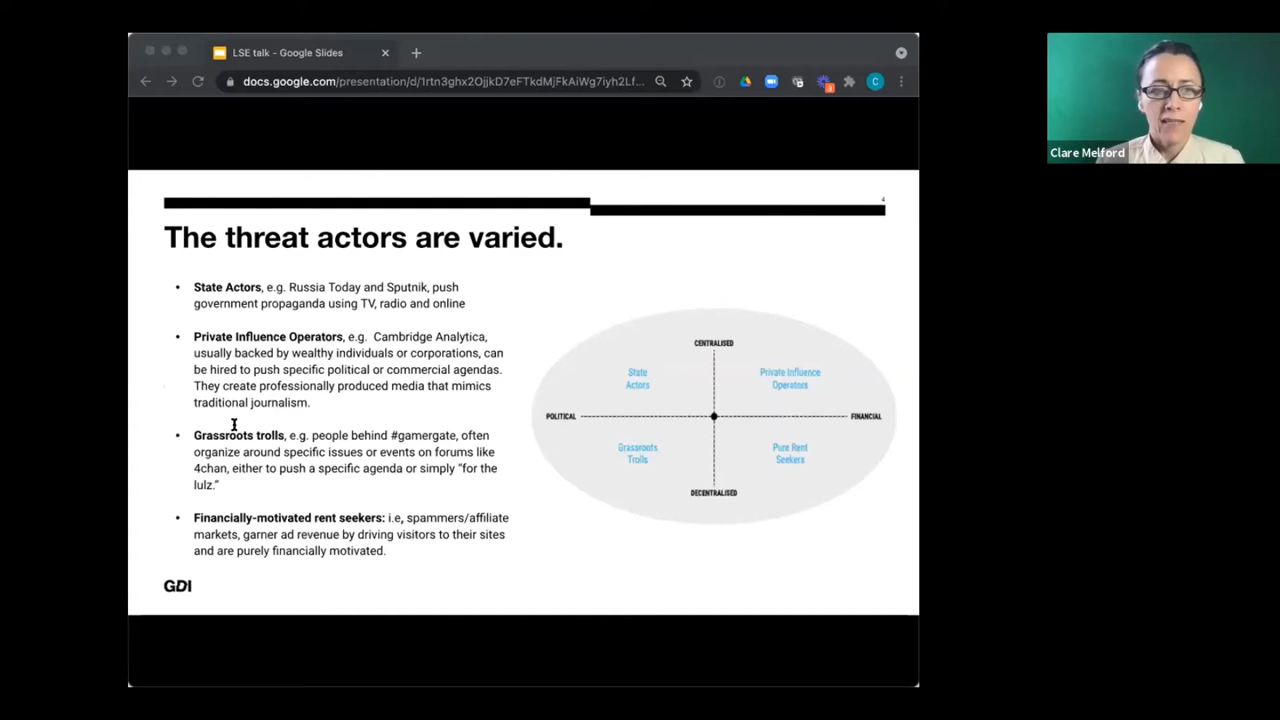 LSE talk - Google Slides
docs.google.com/presentation/d/1rtn3ghx2OjjkD7eFTkdMjFkAiWg7iyh2Lf...
C
3
Clare Melford
4
The threat actors are varied.
• State Actors, e.g. Russia Today and Sputnik, push
government propaganda using TV, radio and online
• Private Influence Operators, e.g. Cambridge Analytica,
usually backed by wealthy individuals or corporations, can
be hired to push specific political or commercial agendas.
They create professionally produced media that mimics
traditional journalism.
• Grassroots trolls, e.g. people behind #gamergate, often
organize around specific issues or events on forums like
4chan, either to push a specific agenda or simply “for the
lulz.”
• Financially-motivated rent seekers: i.e, spammers/affiliate
markets, garner ad revenue by driving visitors to their sites
and are purely financially motivated.
CENTRALISED
State
Actors
Private Influence
Operators
POLITICAL
FINANCIAL
Grassroots
Trolls
Pure Rent
Seekers
DECENTRALISED
GDI